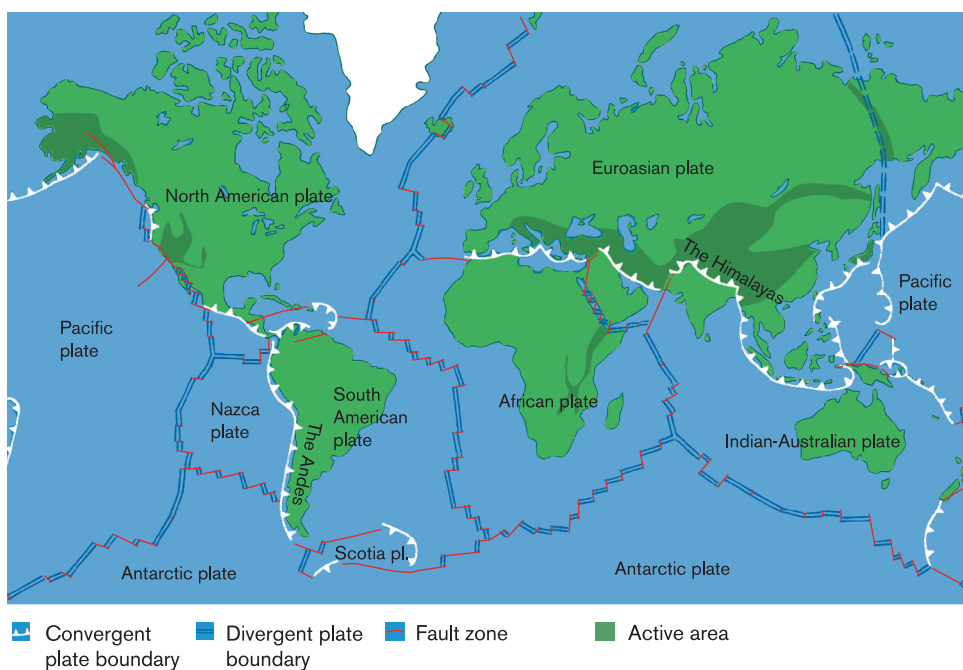 Euroasian plate
North American plate
The Himalayas
Pacific
plate
Pacific
plate
Nazca
plate
South
American
plate
African plate
The Andes
Indian-Australian plate
Scotia pl.
Antarctic plate
Antarctic plate
Convergent
plate boundary
Divergent plate
boundary
Fault zone
Active area